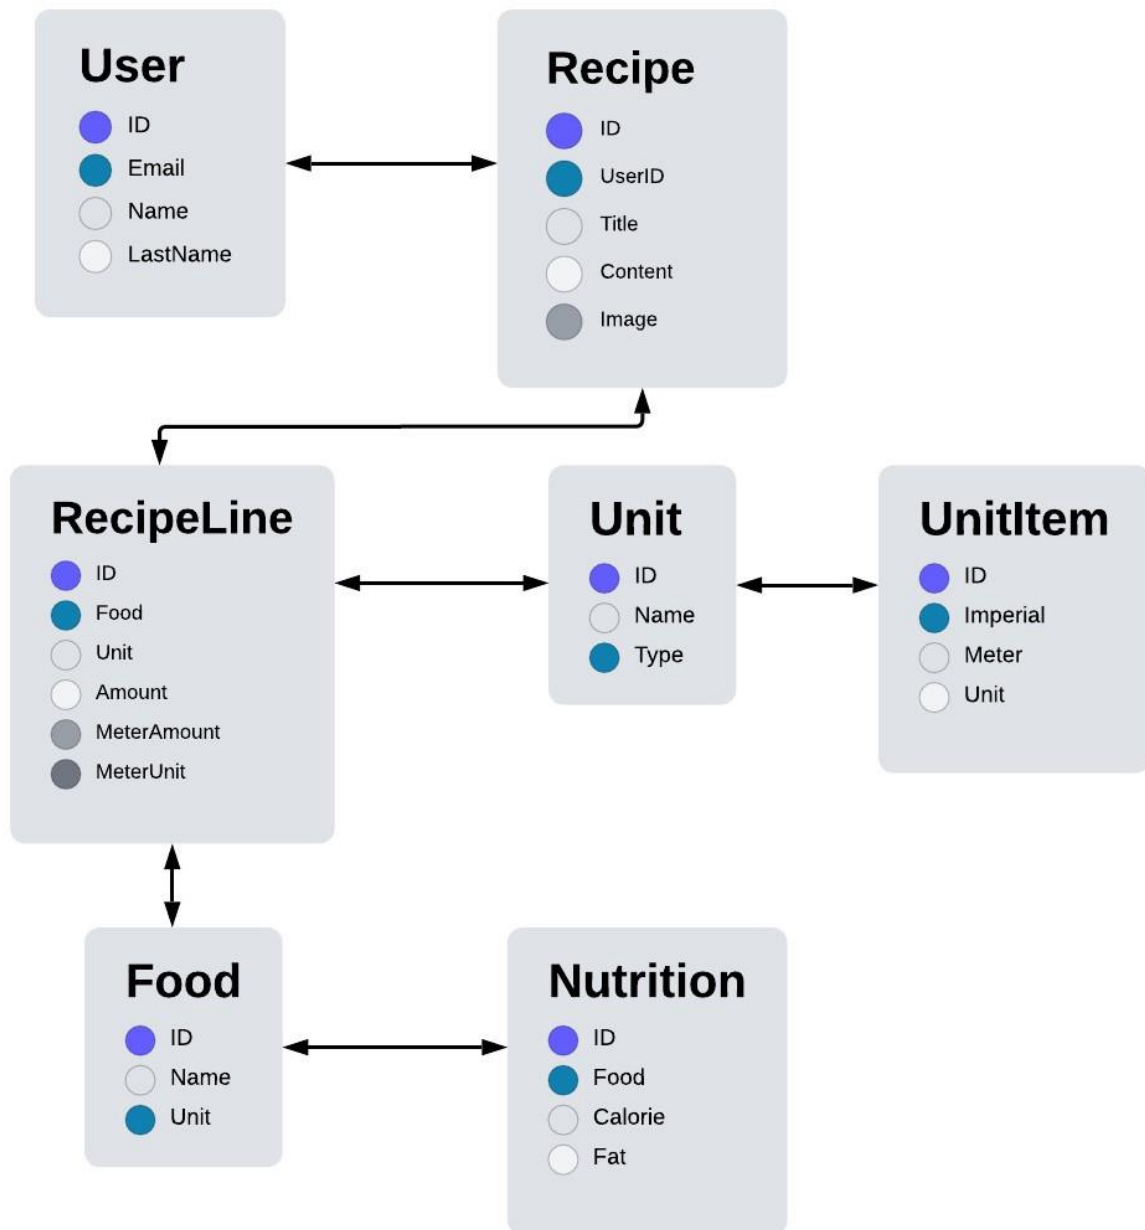 User
ID
Email
Name
LastName
Recipe
ID
UserID
Title
Content
Image
RecipeLine
ID
Food
Unit
Amount
MeterAmount
MeterUnit
Unit
ID
Name
Type
UnitItem
ID
Imperial
Meter
Unit
Food
ID
Name
Unit
Nutrition
ID
Food
Calorie
Fat